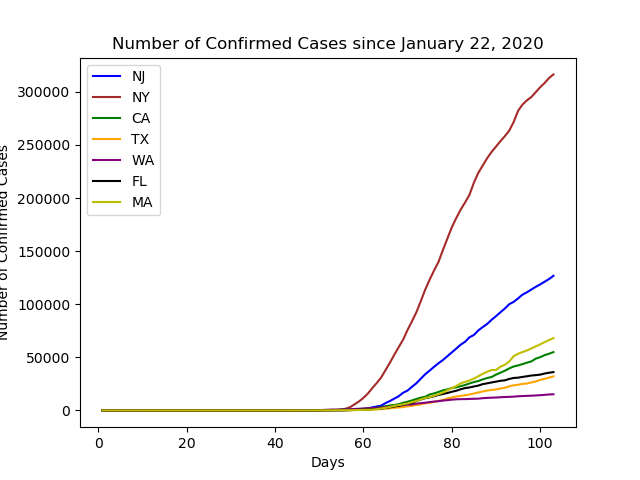 Number of Confirmed Cases since January 22, 2020
NJ
NY
CA
TX
WA
FL
MA
300000
250000
200000
150000
100000
50000
0
Number of Confirmed Cases
0 20 40 60 80 100
Days